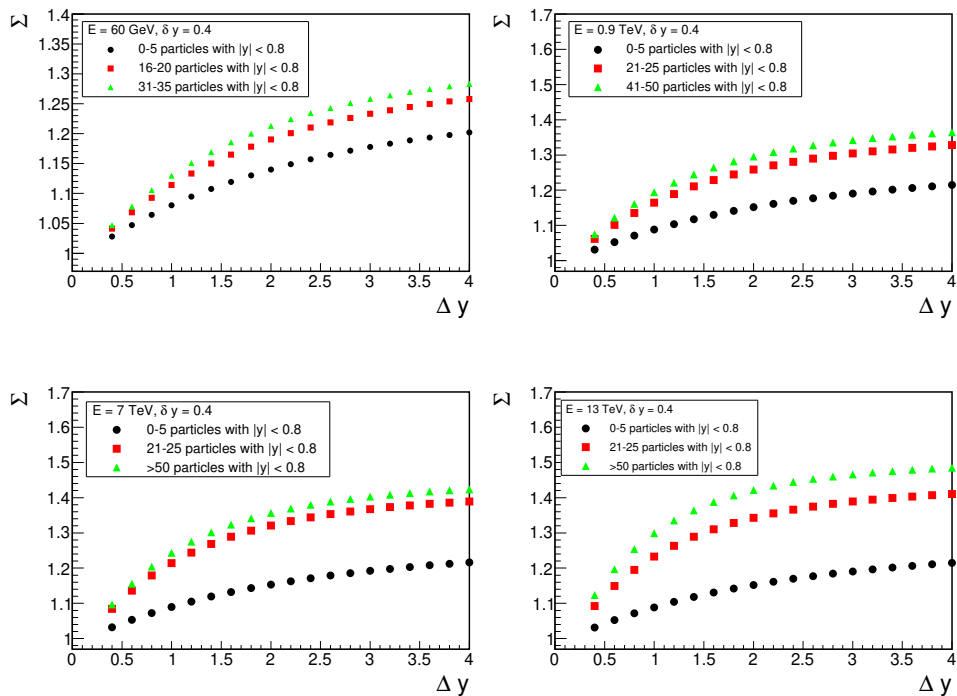 Σ
1.4
1.35
1.3
1.25
1.2
1.15
1.1
1.05
1
E = 60 GeV, δ y = 0.4
0-5 particles with |y| < 0.8
16-20 particles with |y| < 0.8
31-35 particles with |y| < 0.8
0 0.5 1 1.5 2 2.5 3 3.5 4
Δ y
Σ
1.7
1.6
1.5
1.4
1.3
1.2
1.1
1
E = 0.9 TeV, δ y = 0.4
0-5 particles with |y| < 0.8
21-25 particles with |y| < 0.8
41-50 particles with |y| < 0.8
0 0.5 1 1.5 2 2.5 3 3.5 4
Δ y
Σ
1.7
1.6
1.5
1.4
1.3
1.2
1.1
1
E = 7 TeV, δ y = 0.4
0-5 particles with |y| < 0.8
21-25 particles with |y| < 0.8
>50 particles with |y| < 0.8
0 0.5 1 1.5 2 2.5 3 3.5 4
Δ y
Σ
1.7
1.6
1.5
1.4
1.3
1.2
1.1
1
E = 13 TeV, δ y = 0.4
0-5 particles with |y| < 0.8
21-25 particles with |y| < 0.8
>50 particles with |y| < 0.8
0 0.5 1 1.5 2 2.5 3 3.5 4
Δ y